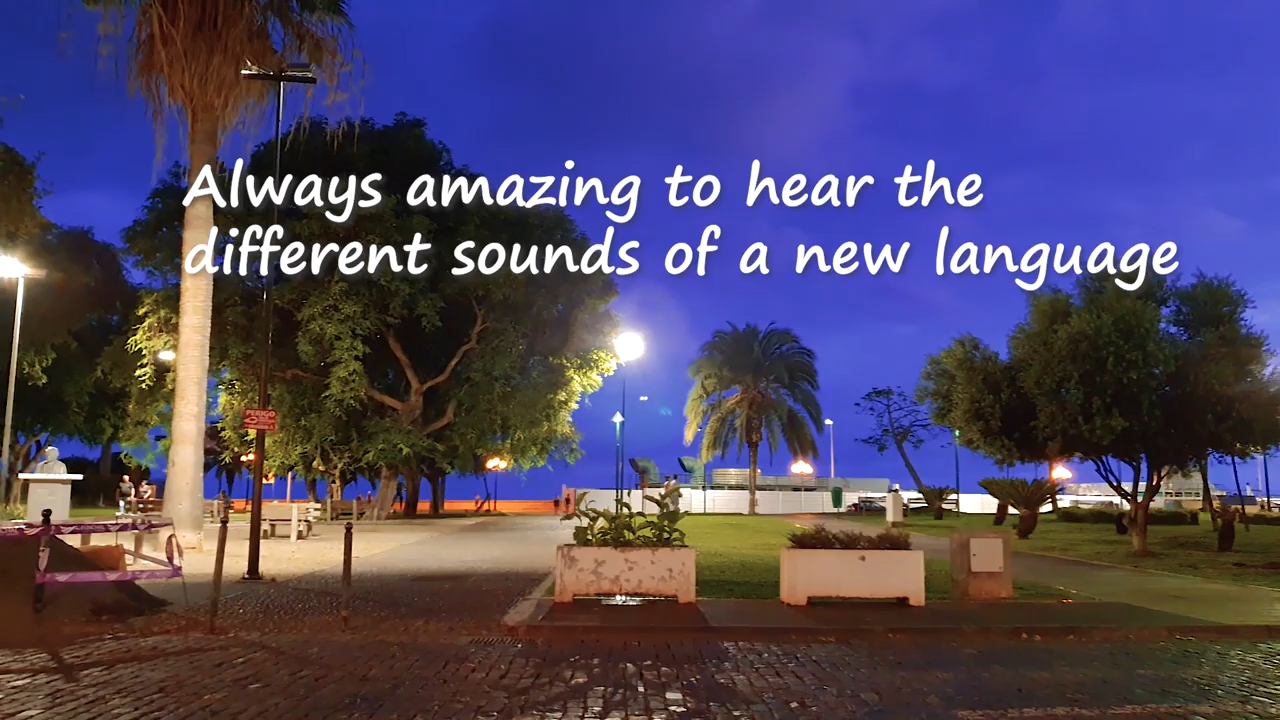 Always amazing to hear the
different sounds of a new language
PERIGO